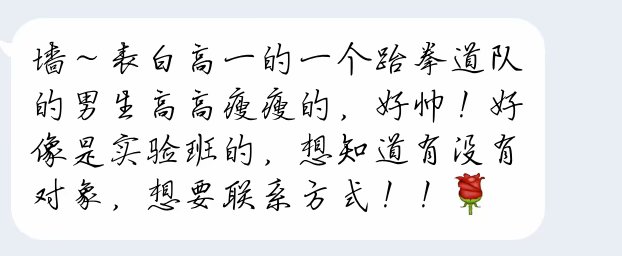 墙～表白高一的一个跆拳道队
的男生高高瘦瘦的，好帅！好
像是实验班的，想知道有没有
对象，想要联系方式！！🌹